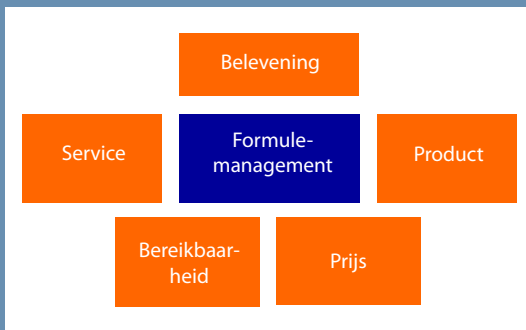 Belevening
Service
Formule-
management
Product
Bereikbaar-
heid
Prijs